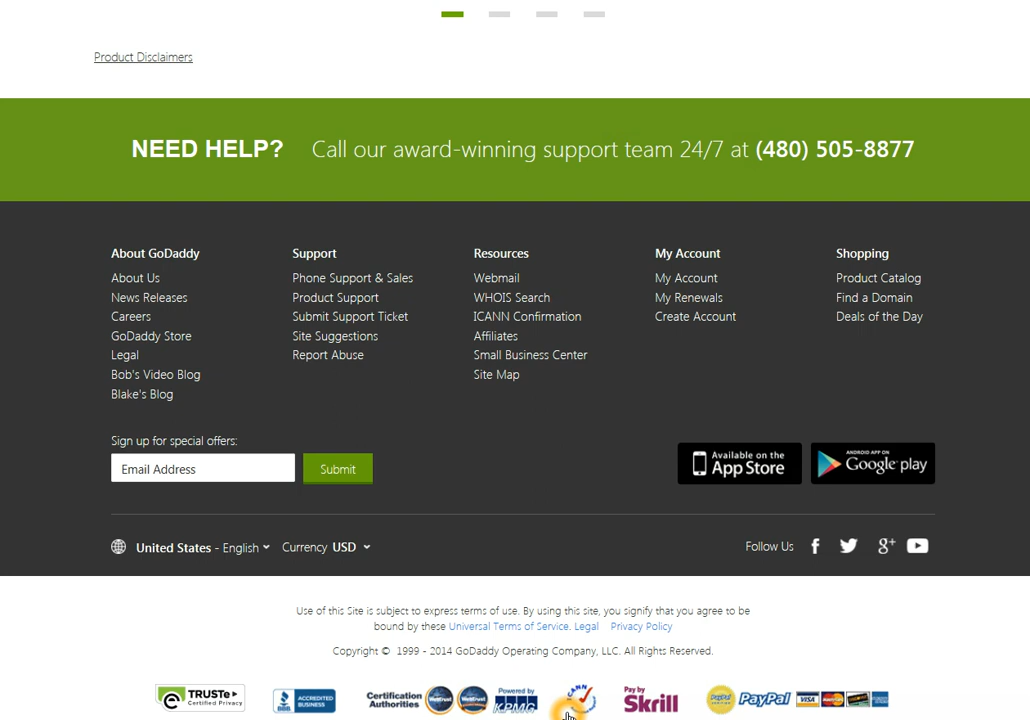 Product Disclaimers
NEED HELP? Call our award-winning support team 24/7 at (480) 505-8877
About GoDaddy
About Us
News Releases
Careers
GoDaddy Store
Legal
Bob's Video Blog
Blake's Blog
Support
Phone Support & Sales
Product Support
Submit Support Ticket
Site Suggestions
Report Abuse
Resources
Webmail
WHOIS Search
ICANN Confirmation
Affiliates
Small Business Center
Site Map
My Account
My Account
My Renewals
Create Account
Shopping
Product Catalog
Find a Domain
Deals of the Day
Sign up for special offers:
Email Address
Submit
Available on the
App Store
ANDROID APP ON
Google play
United States - English
Currency USD
Follow Us
Use of this Site is subject to express terms of use. By using this site, you signify that you agree to be
bound by these Universal Terms of Service. Legal Privacy Policy
Copyright © 1999 - 2014 GoDaddy Operating Company, LLC. All Rights Reserved.
TRUSTe
Certified Privacy
BBB
ACCREDITED
BUSINESS
Certification
Authorities
Powered by
KPMG
Pay by
Skrill
PayPal
VISA